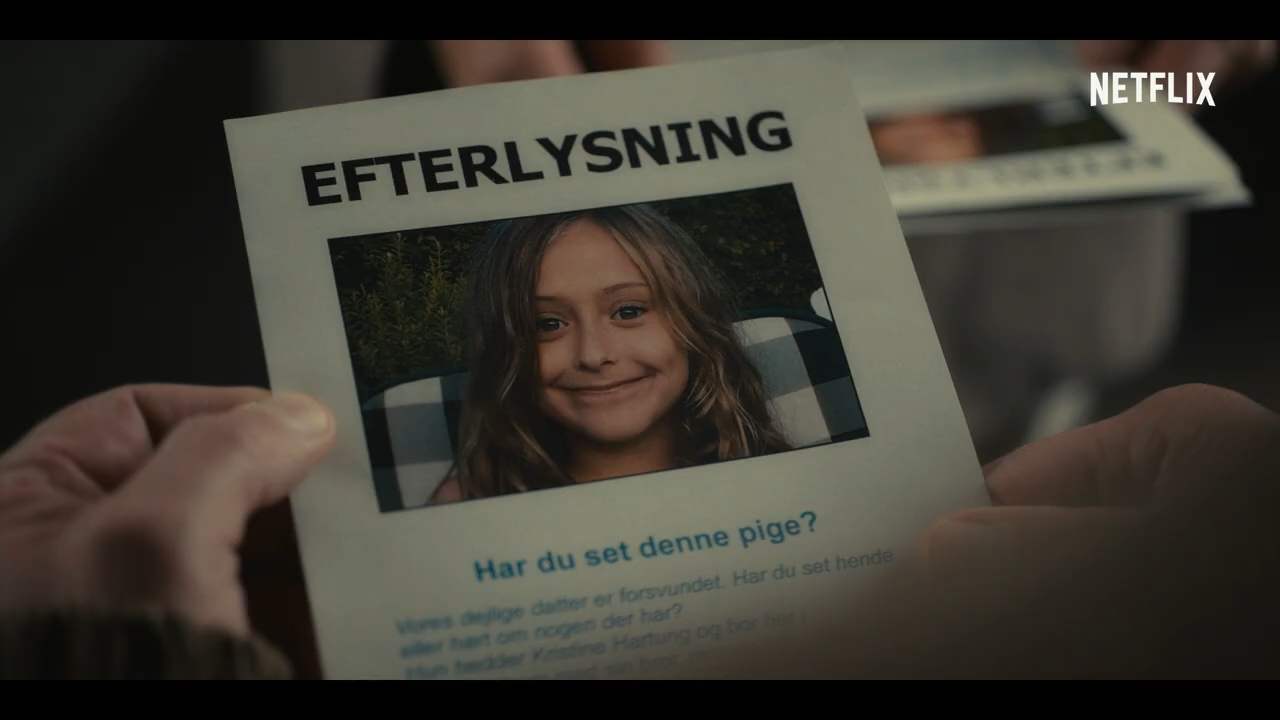 NETFLIX
EFTERLYSNING
Har du set denne pige?
Vores dejlige datter er forsvundet. Har du set hende
eller hørt om nogen der har?
Hun hedder Kristine Hartung og bor her i